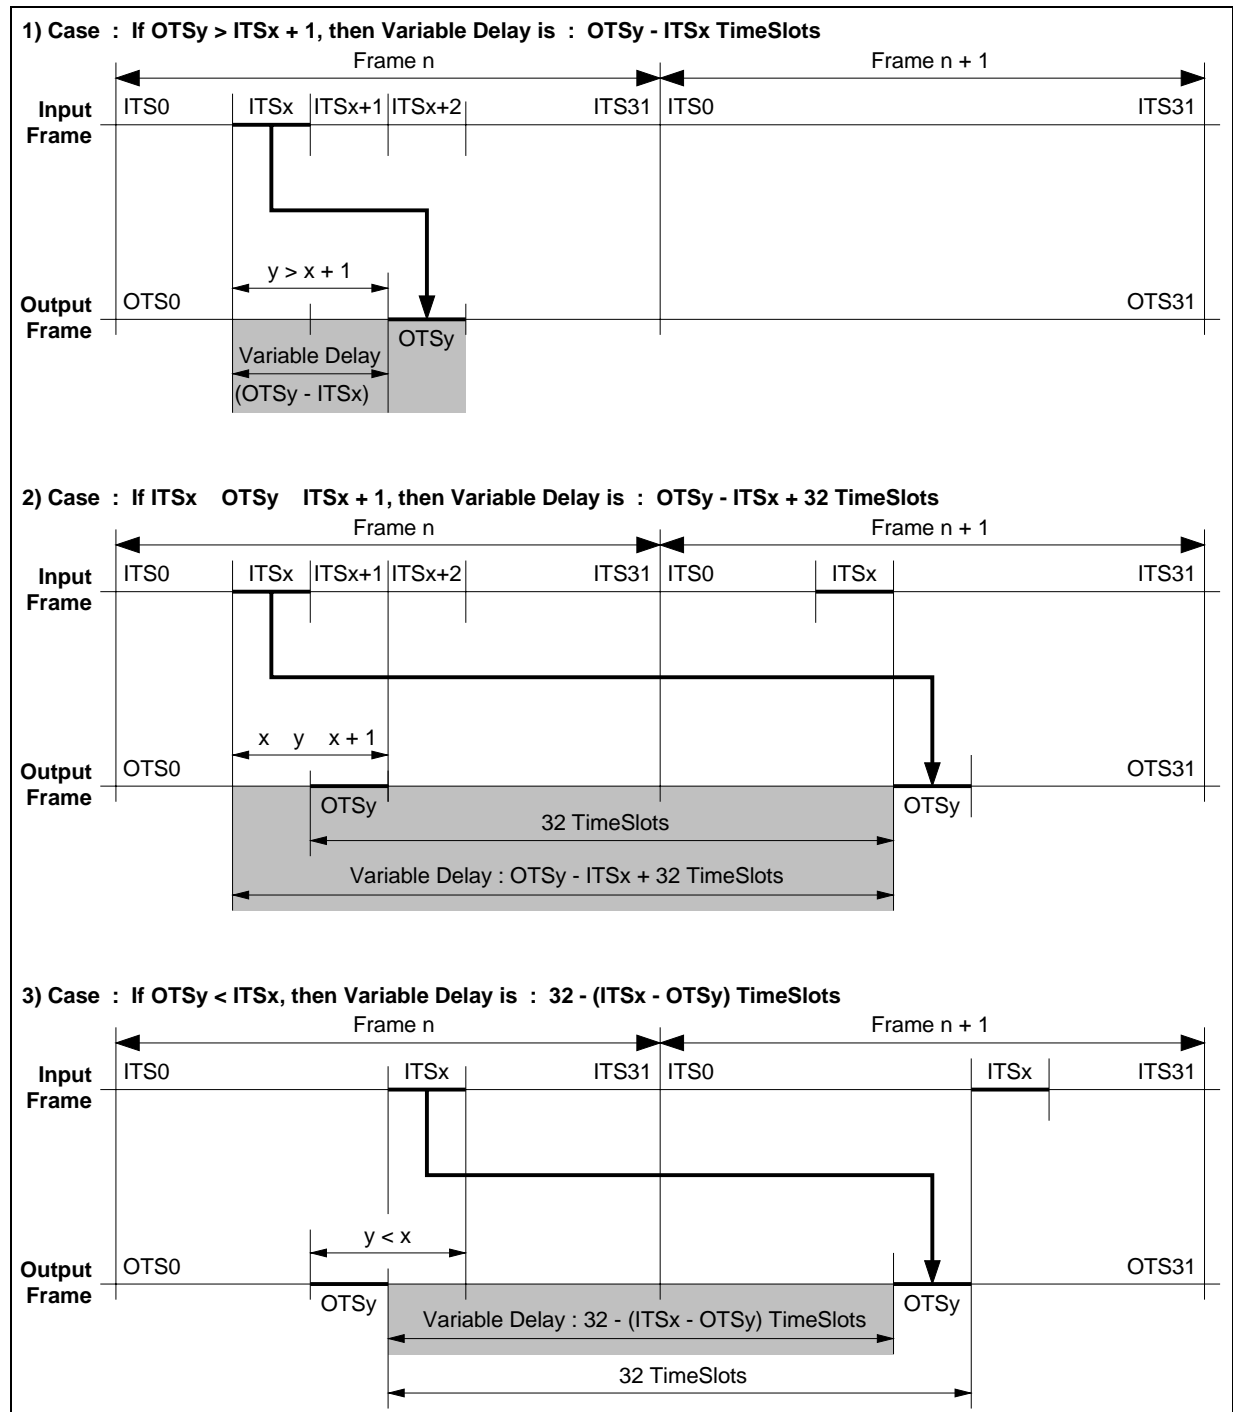 1) Case : If OTSy > ITSx + 1, then Variable Delay is : OTSy - ITSx TimeSlots
Frame n Frame n + 1
Input Frame ITS0 ITSx ITSx+1 ITSx+2 ITS31 ITS0 ITS31
y > x + 1
Output Frame OTS0 OTS31
OTSy
Variable Delay
(OTSy - ITSx)
2) Case : If ITSx OTSy ITSx + 1, then Variable Delay is : OTSy - ITSx + 32 TimeSlots
Frame n Frame n + 1
Input Frame ITS0 ITSx ITSx+1 ITSx+2 ITS31 ITS0 ITSx ITS31
x y x + 1
Output Frame OTS0 OTS31
OTSy OTSy
32 TimeSlots
Variable Delay : OTSy - ITSx + 32 TimeSlots
3) Case : If OTSy < ITSx, then Variable Delay is : 32 - (ITSx - OTSy) TimeSlots
Frame n Frame n + 1
Input Frame ITS0 ITSx ITS31 ITS0 ITSx ITS31
y < x
Output Frame OTS0 OTS31
OTSy OTSy
Variable Delay : 32 - (ITSx - OTSy) TimeSlots
32 TimeSlots